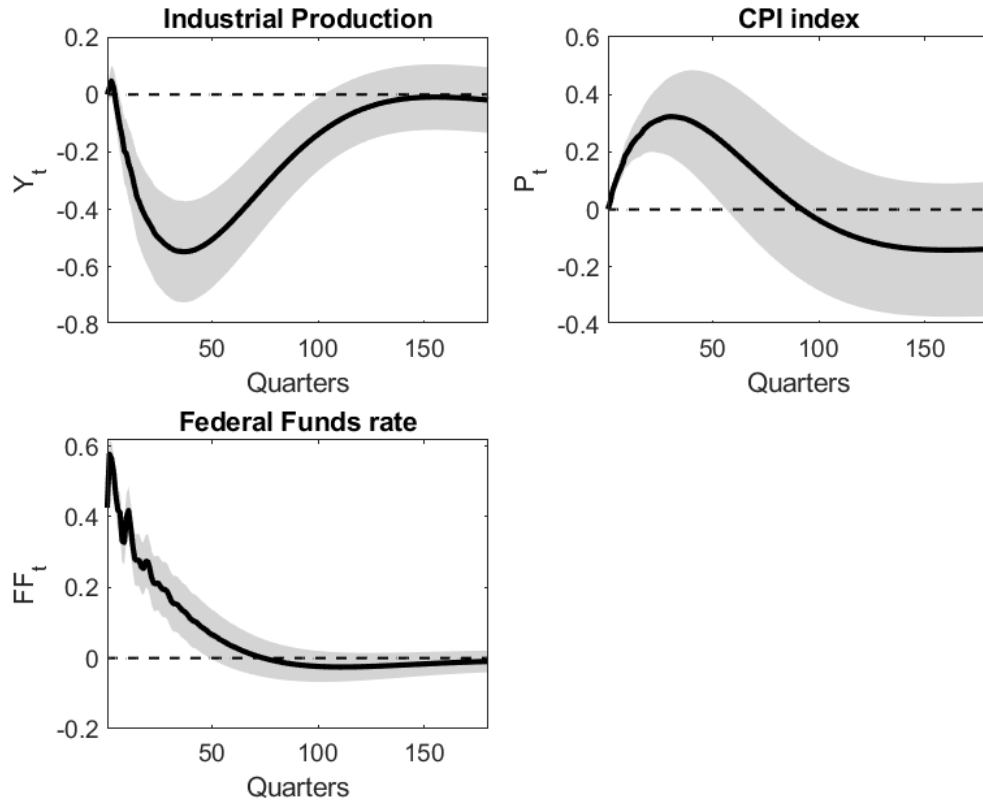 Industrial Production
0.2
0
-0.2
-0.4
-0.6
-0.8
Y_t
50
100
150
Quarters
CPI index
0.6
0.4
0.2
0
-0.2
-0.4
P_t
50
100
150
Quarters
Federal Funds rate
0.6
0.4
0.2
0
-0.2
FF_t
50
100
150
Quarters